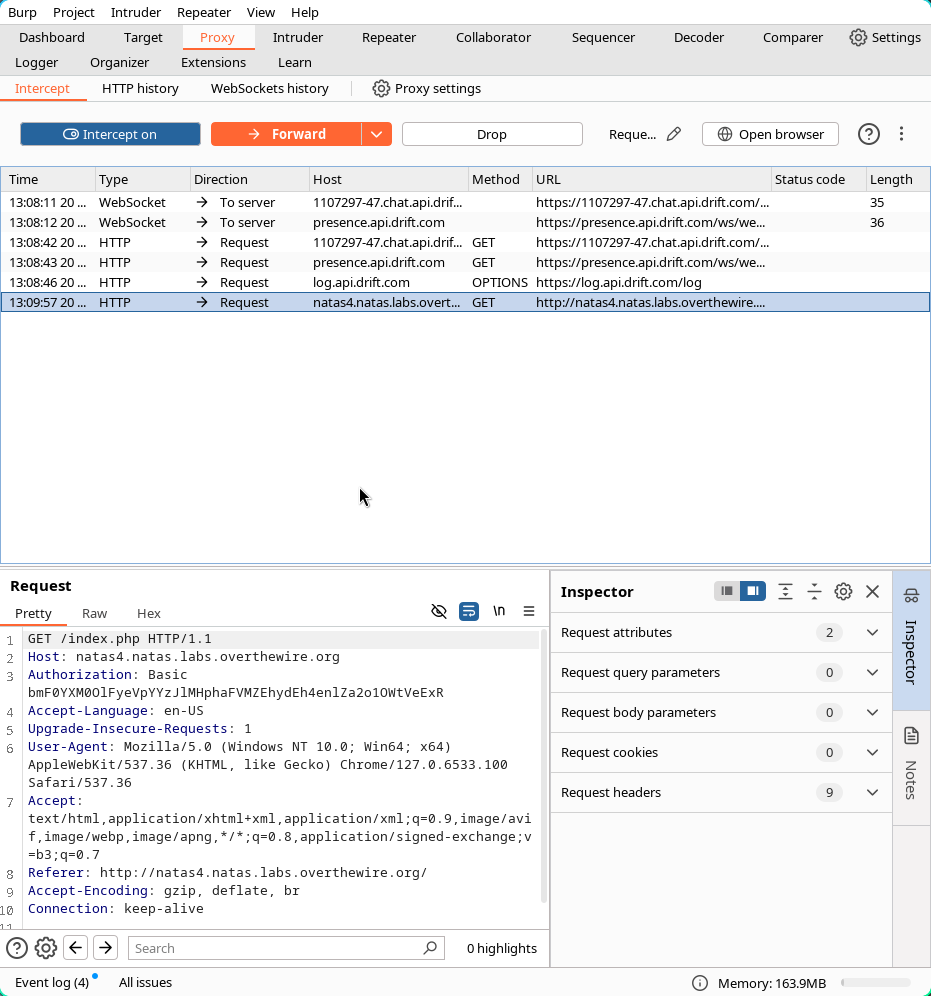 Burp Project Intruder Repeater View Help
Dashboard Target Proxy Intruder Repeater Collaborator Sequencer Decoder Comparer Settings
Logger Organizer Extensions Learn
Intercept HTTP history WebSockets history Proxy settings
Intercept on Forward Drop Reque... Open browser
Time Type Direction Host Method URL Status code Length
13:08:11 20 ... WebSocket → To server 1107297-47.chat.api.drif... https://1107297-47.chat.api.drift.com/... 35
13:08:12 20 ... WebSocket → To server presence.api.drift.com https://presence.api.drift.com/ws/we... 36
13:08:42 20 ... HTTP → Request 1107297-47.chat.api.drif... GET https://1107297-47.chat.api.drift.com/...
13:08:43 20 ... HTTP → Request presence.api.drift.com GET https://presence.api.drift.com/ws/we...
13:08:46 20 ... HTTP → Request log.api.drift.com OPTIONS https://log.api.drift.com/log
13:09:57 20 ... HTTP → Request natas4.natas.labs.overt... GET http://natas4.natas.labs.overthewire....
Request
Pretty Raw Hex \n
1 GET /index.php HTTP/1.1
2 Host: natas4.natas.labs.overthewire.org
3 Authorization: Basic
bmF0YXM0OlFyeVpYYzJlMHphaFVMZEhydEh4enlZa2o1OWtVeExR
4 Accept-Language: en-US
5 Upgrade-Insecure-Requests: 1
6 User-Agent: Mozilla/5.0 (Windows NT 10.0; Win64; x64)
AppleWebKit/537.36 (KHTML, like Gecko) Chrome/127.0.6533.100
Safari/537.36
7 Accept:
text/html,application/xhtml+xml,application/xml;q=0.9,image/avi
f,image/webp,image/apng,*/*;q=0.8,application/signed-exchange;v
=b3;q=0.7
8 Referer: http://natas4.natas.labs.overthewire.org/
9 Accept-Encoding: gzip, deflate, br
10 Connection: keep-alive
11
Search 0 highlights
Inspector
Request attributes 2
Request query parameters 0
Request body parameters 0
Request cookies 0
Request headers 9
Inspector
Notes
Event log (4) All issues Memory: 163.9MB